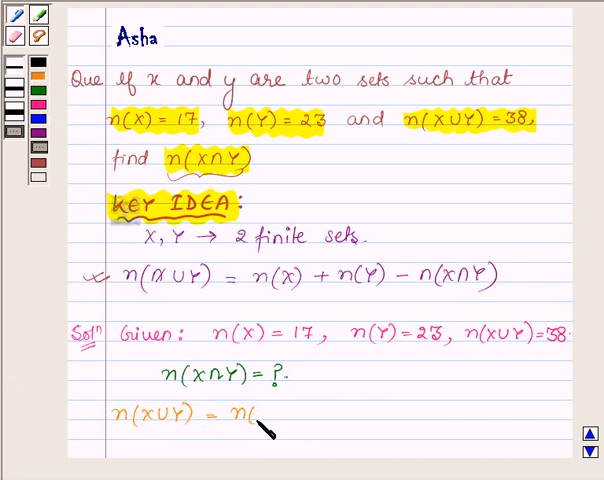 Asha
Que If x and y are two sets such that
n(X) = 17, n(Y) = 23 and n(XUY) = 38,
find n(X∩Y)
KEY IDEA:
X, Y → 2 finite sets.
n(X∪Y) = n(X) + n(Y) - n(X∩Y)
Solⁿ Given: n(X) = 17, n(Y) = 23, n(X∪Y) = 38.
n(X∩Y) = ?.
n(X∪Y) = n(